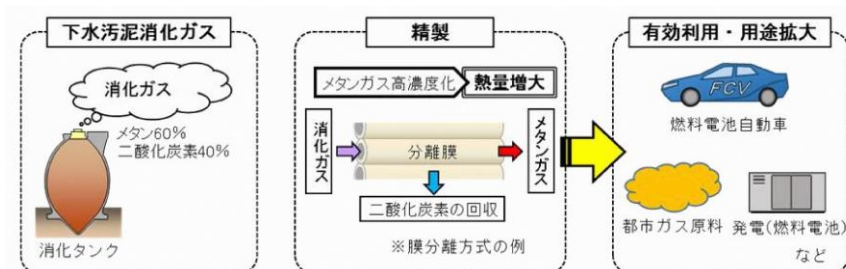 下水汚泥消化ガス
消化ガス
メタン60%
二酸化炭素40%
消化タンク
精製
メタンガス高濃度化
熱量増大
消化ガス
分離膜
メタンガス
二酸化炭素の回収
※膜分離方式の例
有効利用・用途拡大
FCV
燃料電池自動車
都市ガス原料
発電(燃料電池)
など